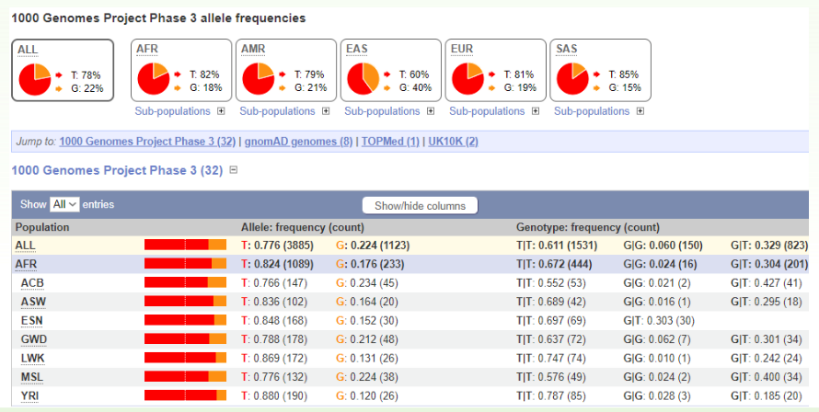 1000 Genomes Project Phase 3 allele frequencies
ALL AFR AMR EAS EUR SAS
T: 78% T: 82% T: 79% T: 60% T: 81% T: 85%
G: 22% G: 18% G: 21% G: 40% G: 19% G: 15%
Sub-populations Sub-populations Sub-populations Sub-populations Sub-populations
Jump to: 1000 Genomes Project Phase 3 (32) | gnomAD genomes (8) | TOPMed (1) | UK10K (2)
1000 Genomes Project Phase 3 (32)
Show All entries Show/hide columns
Population Allele: frequency (count) Genotype: frequency (count)
ALL T: 0.776 (3885) G: 0.224 (1123) T|T: 0.611 (1531) G|G: 0.060 (150) G|T: 0.329 (823)
AFR T: 0.824 (1089) G: 0.176 (233) T|T: 0.672 (444) G|G: 0.024 (16) G|T: 0.304 (201)
ACB T: 0.766 (147) G: 0.234 (45) T|T: 0.552 (53) G|G: 0.021 (2) G|T: 0.427 (41)
ASW T: 0.836 (102) G: 0.164 (20) T|T: 0.689 (42) G|G: 0.016 (1) G|T: 0.295 (18)
ESN T: 0.848 (168) G: 0.152 (30) T|T: 0.697 (69) G|T: 0.303 (30)
GWD T: 0.788 (178) G: 0.212 (48) T|T: 0.637 (72) G|G: 0.062 (7) G|T: 0.301 (34)
LWK T: 0.869 (172) G: 0.131 (26) T|T: 0.747 (74) G|G: 0.010 (1) G|T: 0.242 (24)
MSL T: 0.776 (132) G: 0.224 (38) T|T: 0.576 (49) G|G: 0.024 (2) G|T: 0.400 (34)
YRI T: 0.880 (190) G: 0.120 (26) T|T: 0.787 (85) G|G: 0.028 (3) G|T: 0.185 (20)